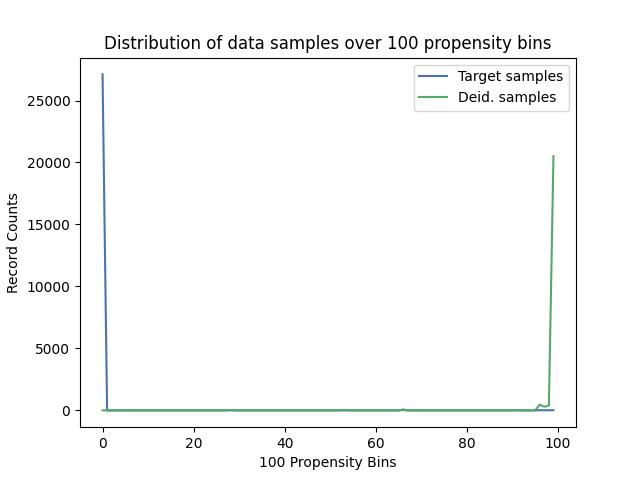 Distribution of data samples over 100 propensity bins
Target samples
Deid. samples
Record Counts
25000
20000
15000
10000
5000
0
0 20 40 60 80 100
100 Propensity Bins